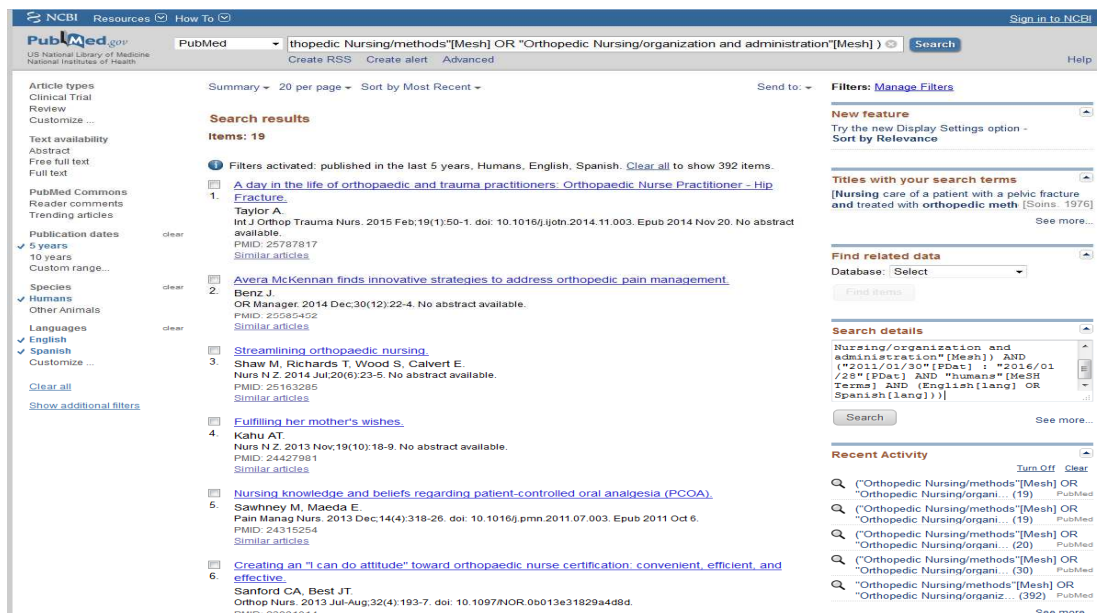 NCBI Resources How To Sign in to NCBI
PubMed.gov
US National Library of Medicine
National Institutes of Health
PubMed thopedic Nursing/methods"[Mesh] OR "Orthopedic Nursing/organization and administration"[Mesh] ) Search
Create RSS Create alert Advanced Help
Article types
Clinical Trial
Review
Customize ...
Text availability
Abstract
Free full text
Full text
PubMed Commons
Reader comments
Trending articles
Publication dates clear
5 years
10 years
Custom range...
Species clear
Humans
Other Animals
Languages clear
English
Spanish
Customize ...
Clear all
Show additional filters
Summary 20 per page Sort by Most Recent Send to:
Search results
Items: 19
Filters activated: published in the last 5 years, Humans, English, Spanish. Clear all to show 392 items.
1. A day in the life of orthopaedic and trauma practitioners: Orthopaedic Nurse Practitioner - Hip
Fracture.
Taylor A.
Int J Orthop Trauma Nurs. 2015 Feb;19(1):50-1. doi: 10.1016/j.ijotn.2014.11.003. Epub 2014 Nov 20. No abstract
available.
PMID: 25787817
Similar articles
2. Avera McKennan finds innovative strategies to address orthopedic pain management.
Benz J.
OR Manager. 2014 Dec;30(12):22-4. No abstract available.
PMID: 25585452
Similar articles
3. Streamlining orthopaedic nursing.
Shaw M, Richards T, Wood S, Calvert E.
Nurs N Z. 2014 Jul;20(6):23-5. No abstract available.
PMID: 25163285
Similar articles
4. Fulfilling her mother's wishes.
Kahu AT.
Nurs N Z. 2013 Nov;19(10):18-9. No abstract available.
PMID: 24427981
Similar articles
5. Nursing knowledge and beliefs regarding patient-controlled oral analgesia (PCOA).
Sawhney M, Maeda E.
Pain Manag Nurs. 2013 Dec;14(4):318-26. doi: 10.1016/j.pmn.2011.07.003. Epub 2011 Oct 6.
PMID: 24315254
Similar articles
6. Creating an "I can do attitude" toward orthopaedic nurse certification: convenient, efficient, and
effective.
Sanford CA, Best JT.
Orthop Nurs. 2013 Jul-Aug;32(4):193-7. doi: 10.1097/NOR.0b013e31829a4d8d.
Filters: Manage Filters
New feature
Try the new Display Settings option -
Sort by Relevance
Titles with your search terms
[Nursing care of a patient with a pelvic fracture
and treated with orthopedic meth [Soins. 1976]
See more...
Find related data
Database: Select
Find items
Search details
Nursing/organization and
administration"[Mesh]) AND
("2011/01/30"[PDat] : "2016/01
/28"[PDat] AND "humans"[MeSH
Terms] AND (English[lang] OR
Spanish[lang]))
Search
See more...
Recent Activity
Turn Off Clear
("Orthopedic Nursing/methods"[Mesh] OR
"Orthopedic Nursing/organi... (19) PubMed
("Orthopedic Nursing/methods"[Mesh] OR
"Orthopedic Nursing/organi... (19) PubMed
("Orthopedic Nursing/methods"[Mesh] OR
"Orthopedic Nursing/organi... (20) PubMed
("Orthopedic Nursing/methods"[Mesh] OR
"Orthopedic Nursing/organi... (30) PubMed
"Orthopedic Nursing/methods"[Mesh] OR
"Orthopedic Nursing/organiz... (392) PubMed
See more